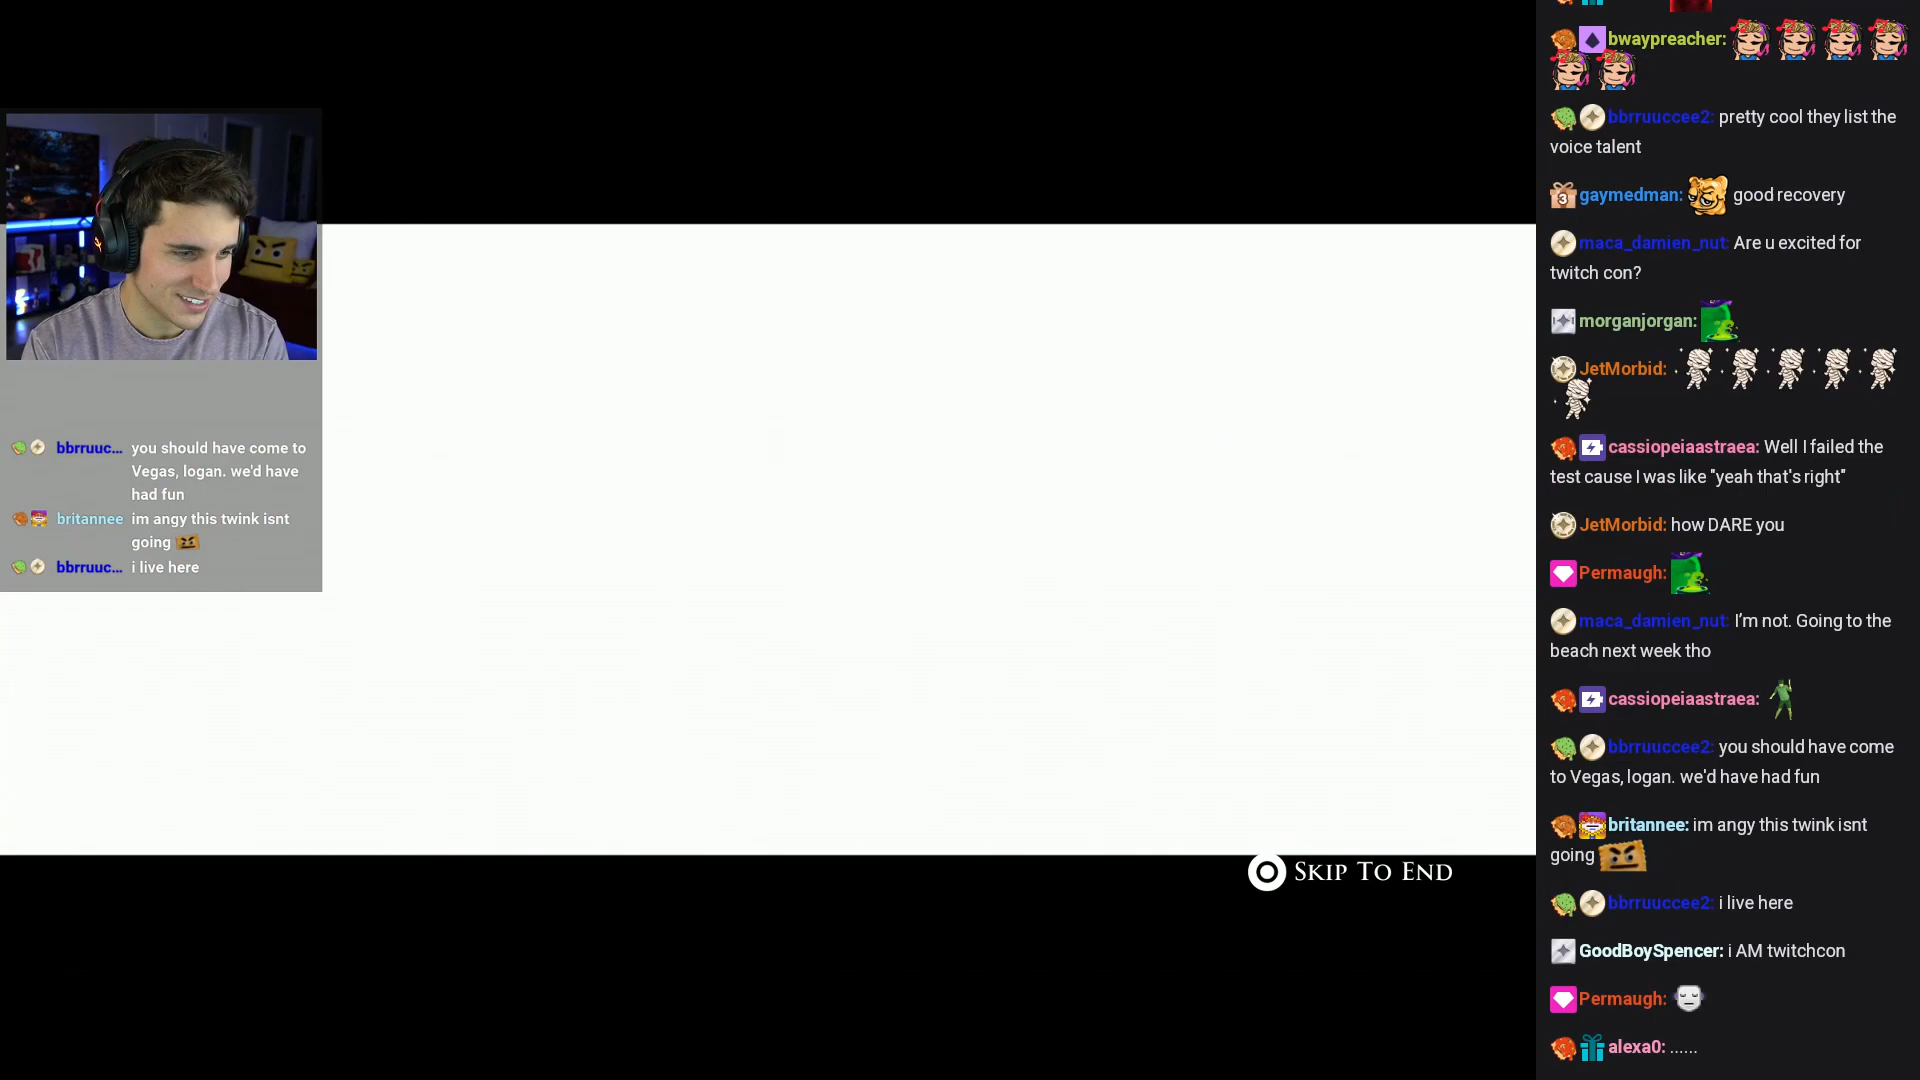 bwaypreacher:
bbrruuccee2: pretty cool they list the
voice talent
3 gaymedman: good recovery
maca_damien_nut: Are u excited for
twitch con?
morganjorgan:
JetMorbid:
cassiopeiaastraea: Well I failed the
test cause I was like "yeah that's right"
JetMorbid: how DARE you
Permaugh:
maca_damien_nut: I’m not. Going to the
beach next week tho
cassiopeiaastraea:
bbrruuccee2: you should have come
to Vegas, logan. we'd have had fun
britannee: im angy this twink isnt
going
bbrruuccee2: i live here
GoodBoySpencer: i AM twitchcon
Permaugh:
alexa0: ......
bbrruuc... you should have come to
Vegas, logan. we'd have
had fun
britannee im angy this twink isnt
going
bbrruuc... i live here
SKIP TO END